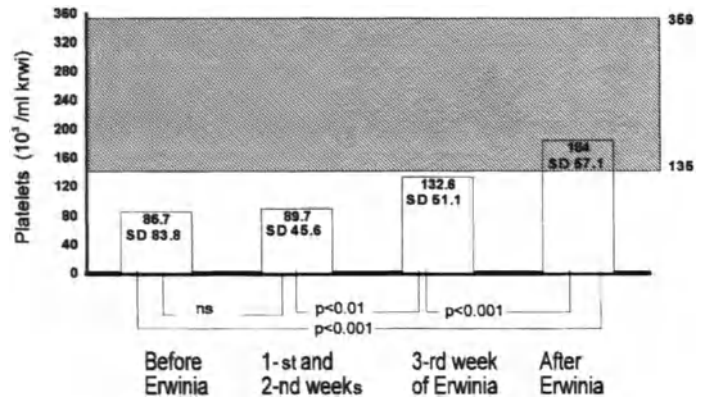 Platelets (10³ /ml krwi)
360
320
280
240
200
160
120
80
40
0
359
135
86.7
SD 83.8
89.7
SD 45.6
132.6
SD 51.1
184
SD 57.1
ns
p<0.01
p<0.001
p<0.001
Before
Erwinia
1-st and
2-nd weeks
3-rd week
of Erwinia
After
Erwinia